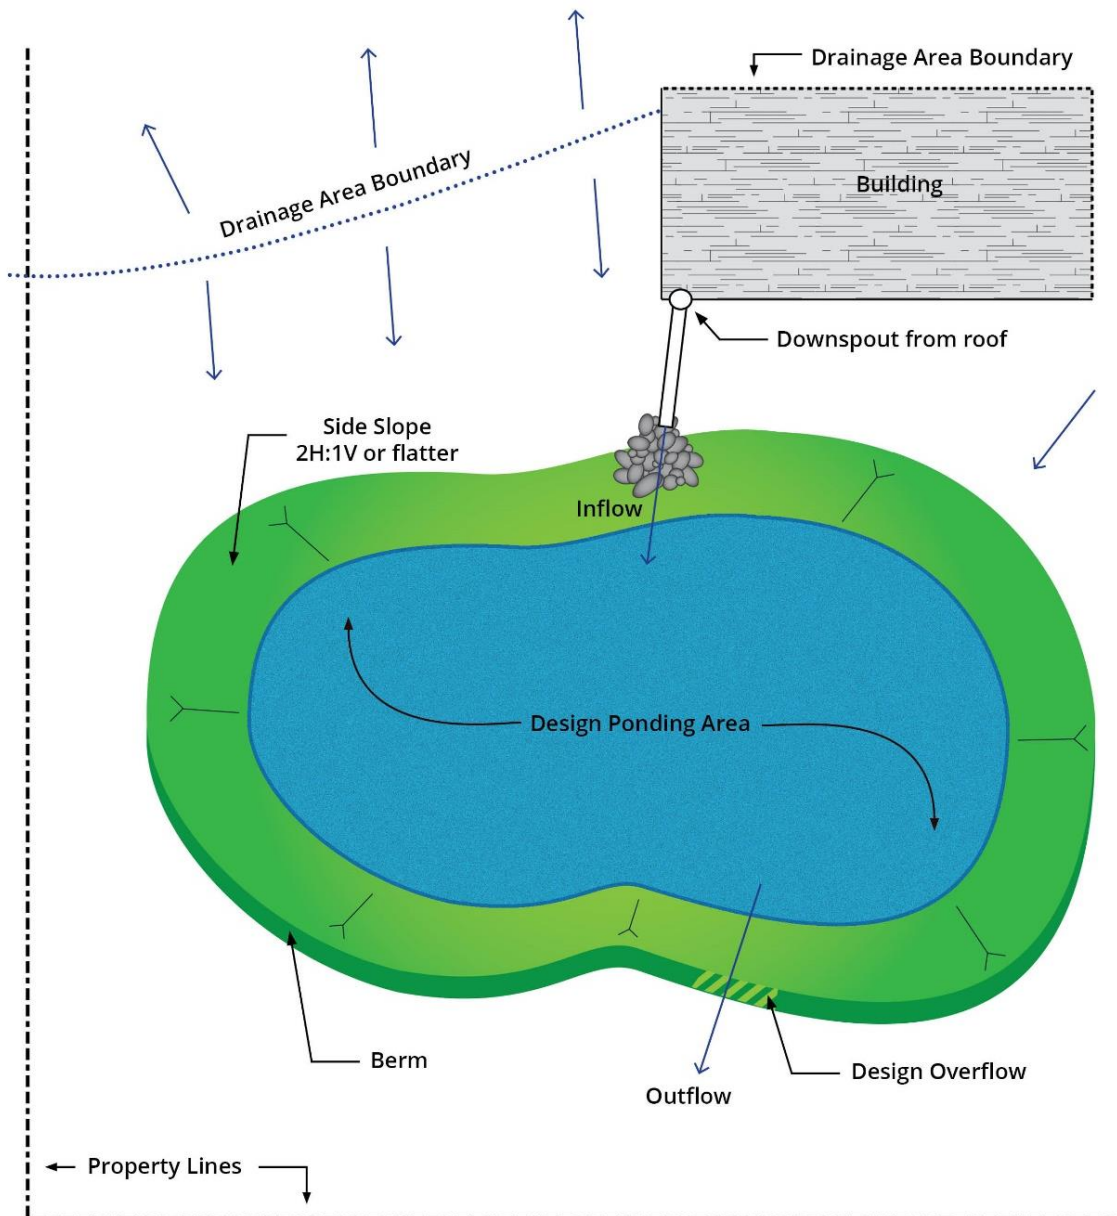 Drainage Area Boundary
Drainage Area Boundary
Building
Downspout from roof
Side Slope
2H:1V or flatter
Inflow
Design Ponding Area
Berm
Design Overflow
Outflow
Property Lines